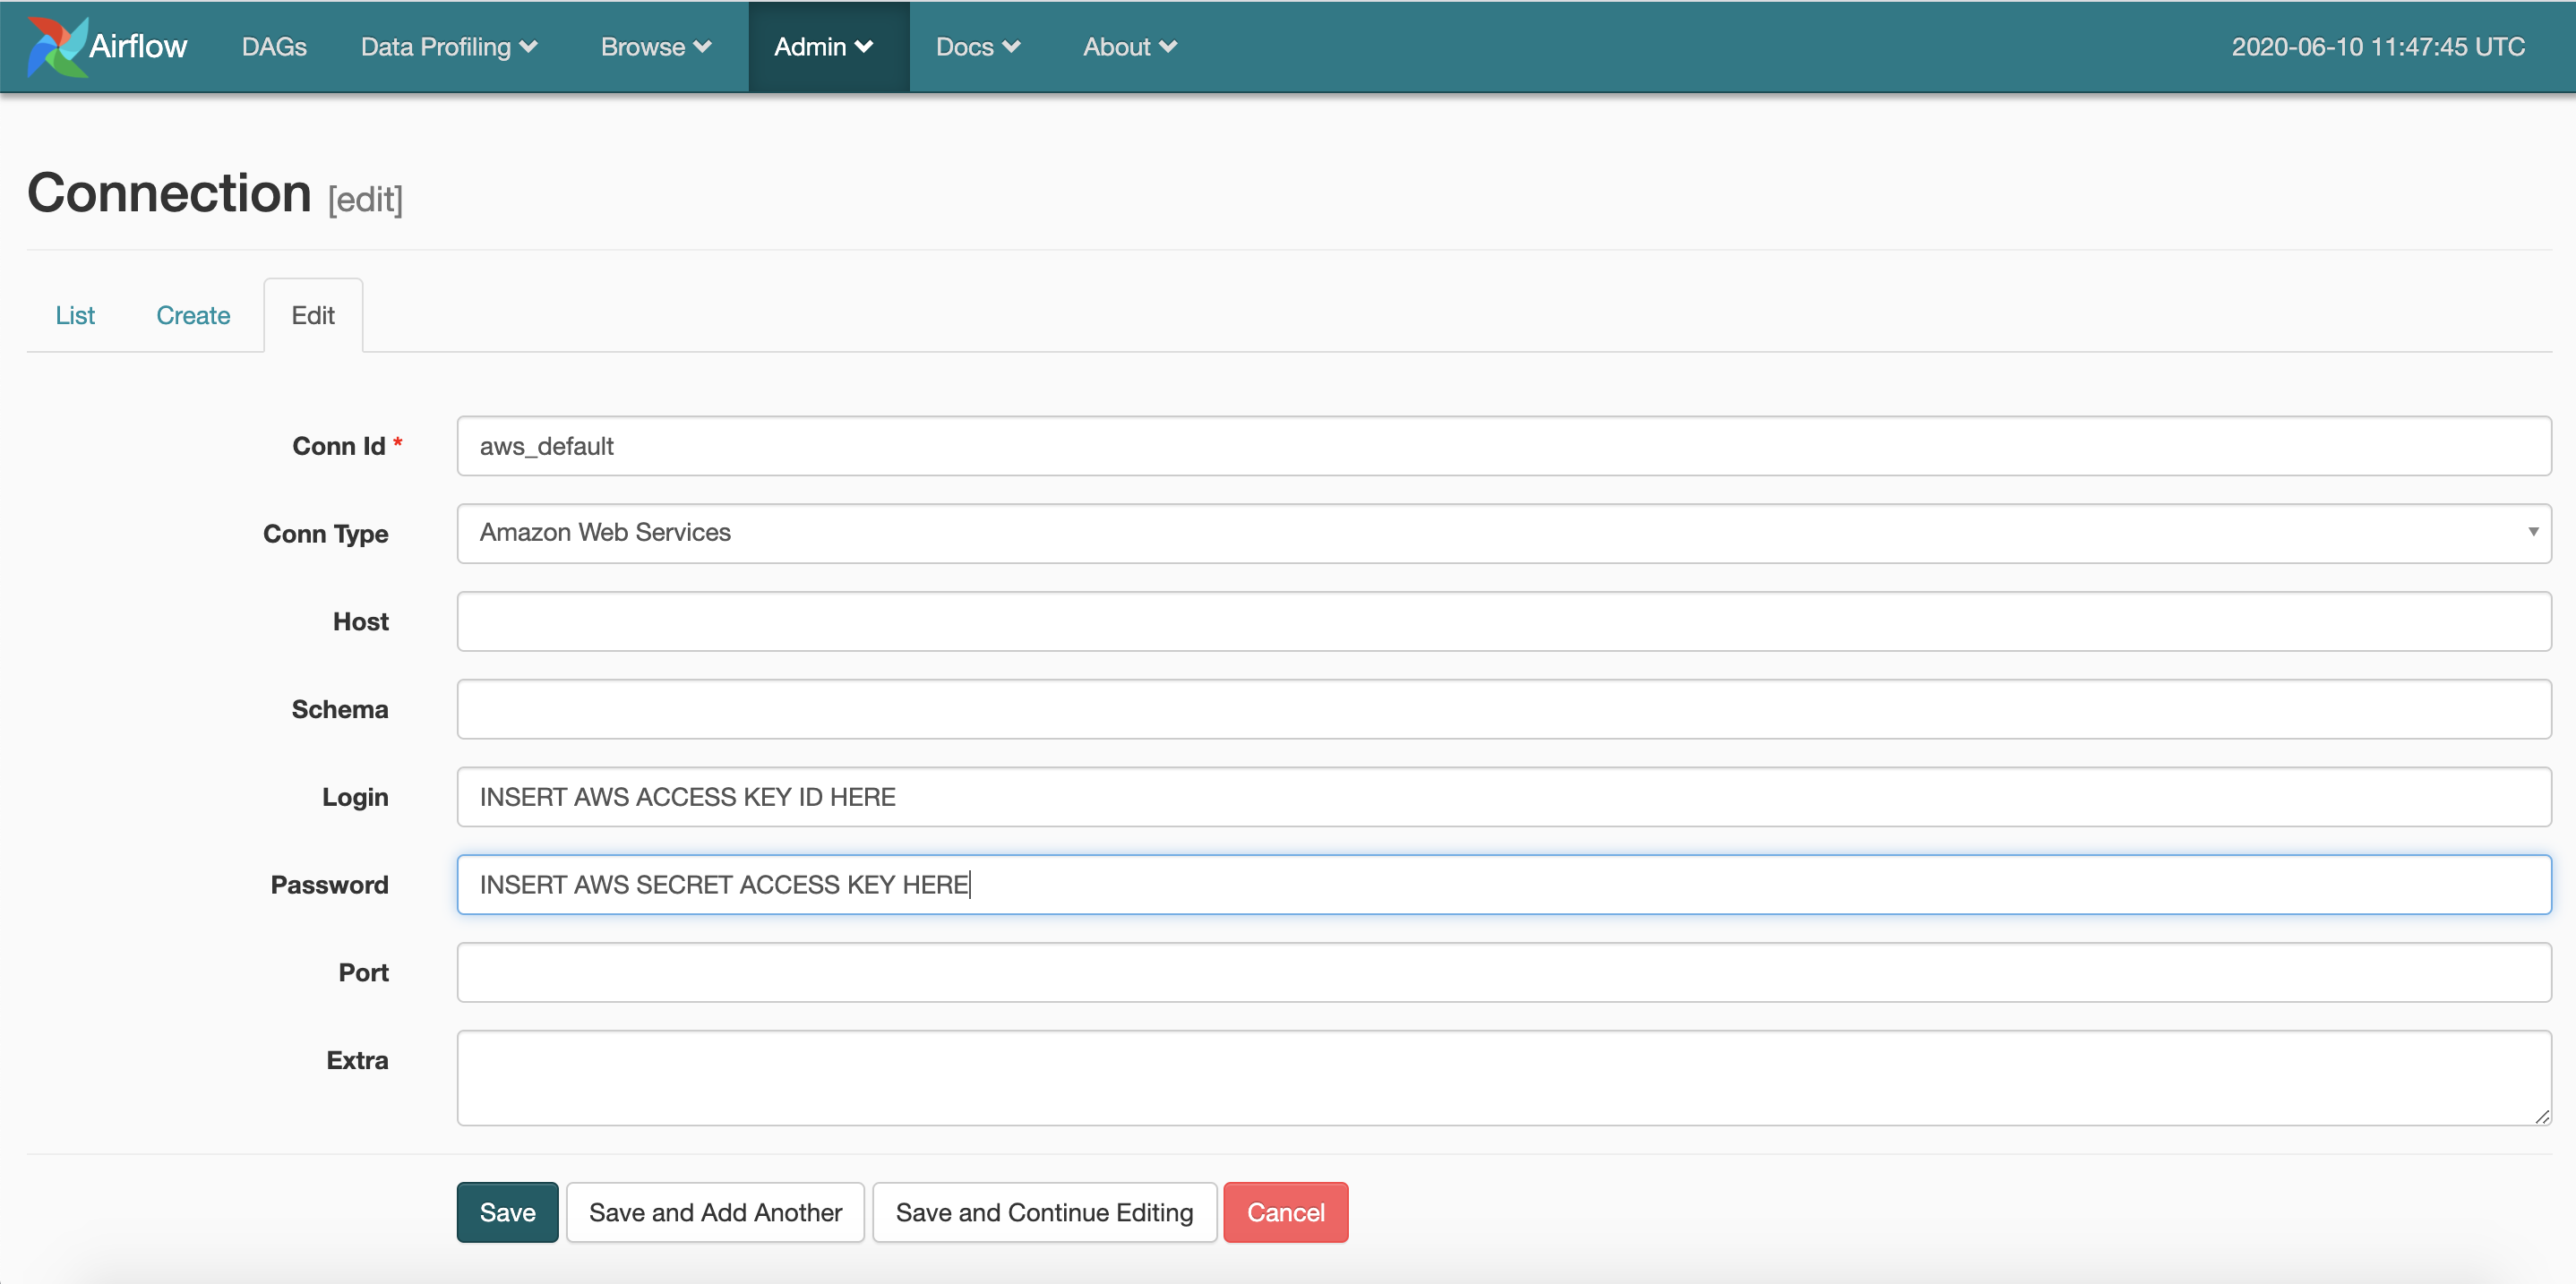 Airflow DAGs Data Profiling Browse Admin Docs About 2020-06-10 11:47:45 UTC
Connection [edit]
List Create Edit
Conn Id * aws_default
Conn Type Amazon Web Services
Host
Schema
Login INSERT AWS ACCESS KEY ID HERE
Password INSERT AWS SECRET ACCESS KEY HERE
Port
Extra
Save Save and Add Another Save and Continue Editing Cancel